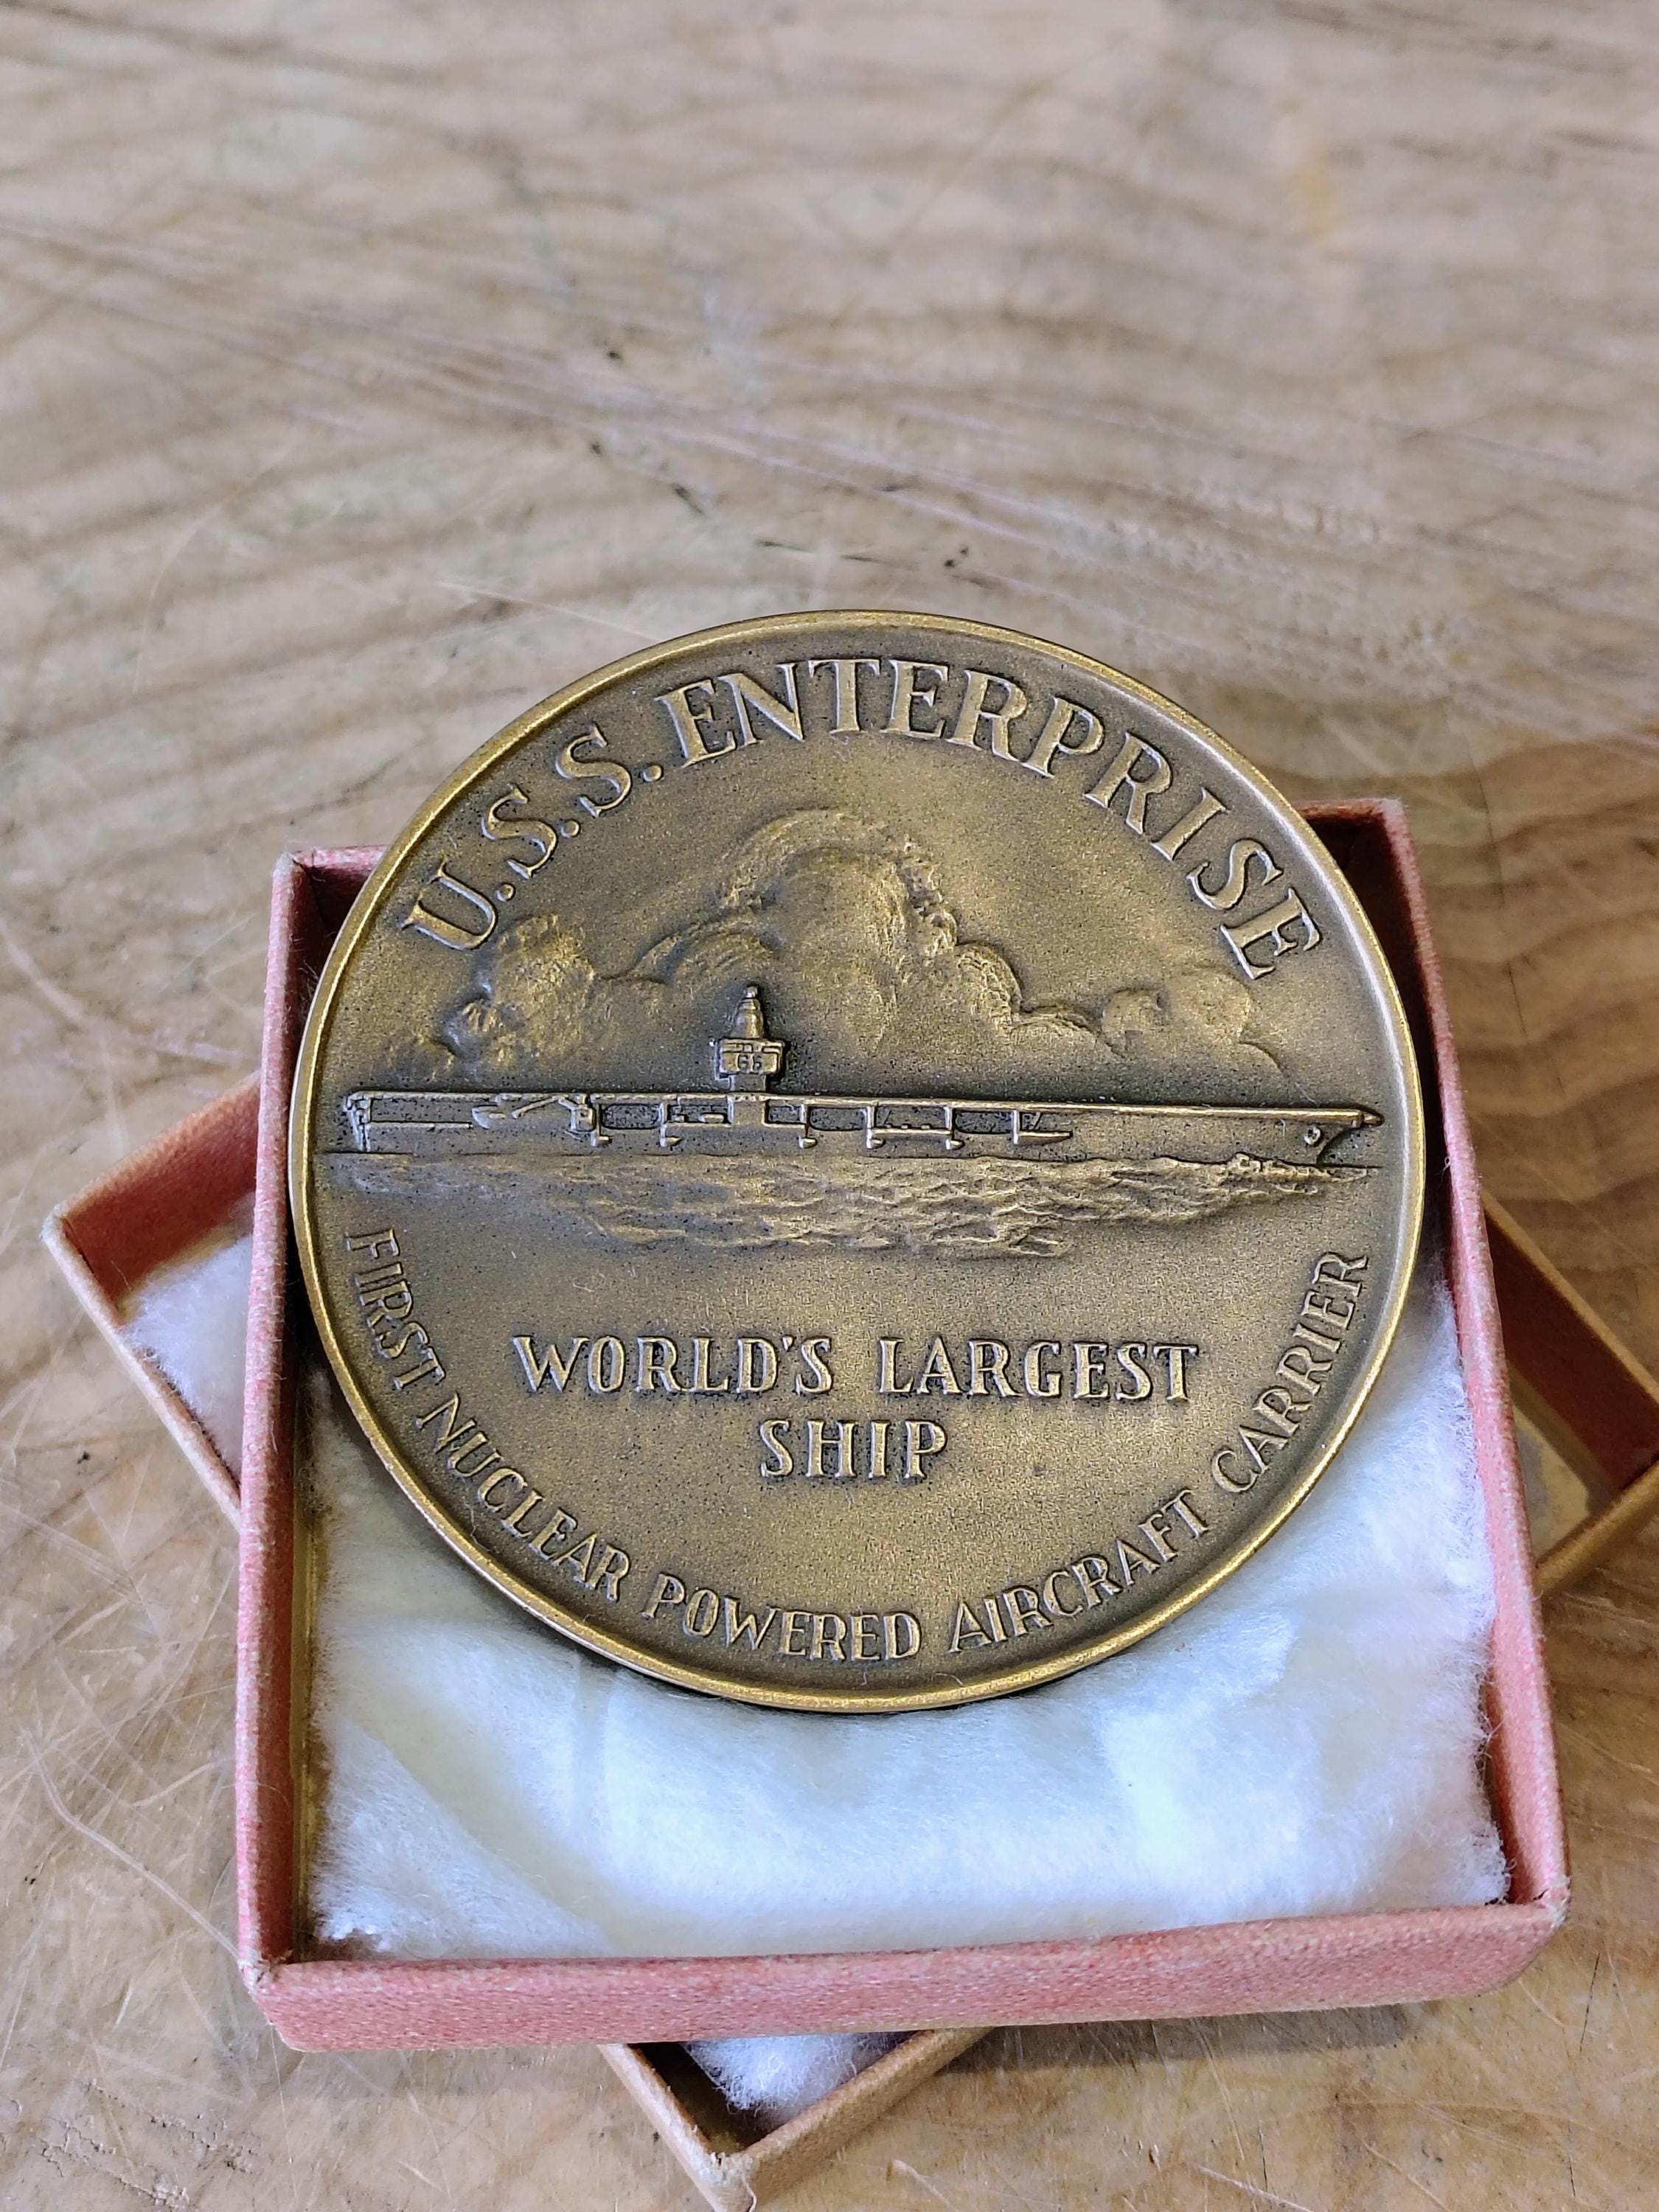 U.S.S. ENTERPRISE
65
WORLD'S LARGEST
SHIP
FIRST NUCLEAR POWERED AIRCRAFT CARRIER